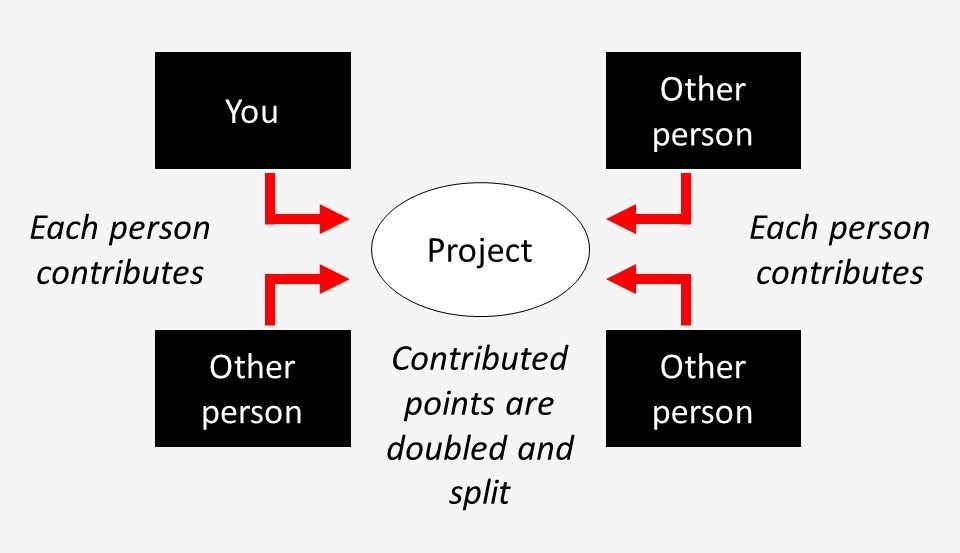 You
Other
person
Each person
contributes
Project
Each person
contributes
Other
person
Contributed
points are
doubled and
split
Other
person